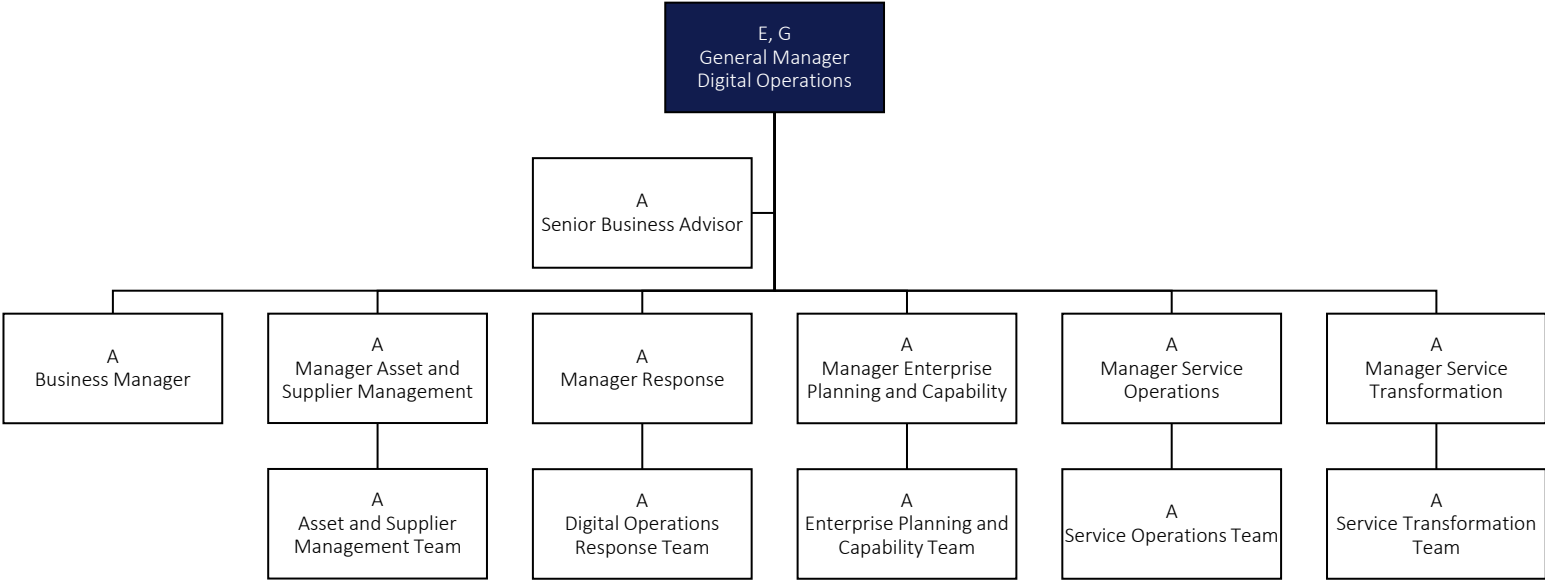 E, G
General Manager
Digital Operations
A
Senior Business Advisor
A
Business Manager
A
Manager Asset and
Supplier Management
A
Manager Response
A
Manager Enterprise
Planning and Capability
A
Manager Service
Operations
A
Manager Service
Transformation
A
Asset and Supplier
Management Team
A
Digital Operations
Response Team
A
Enterprise Planning and
Capability Team
A
Service Operations Team
A
Service Transformation
Team